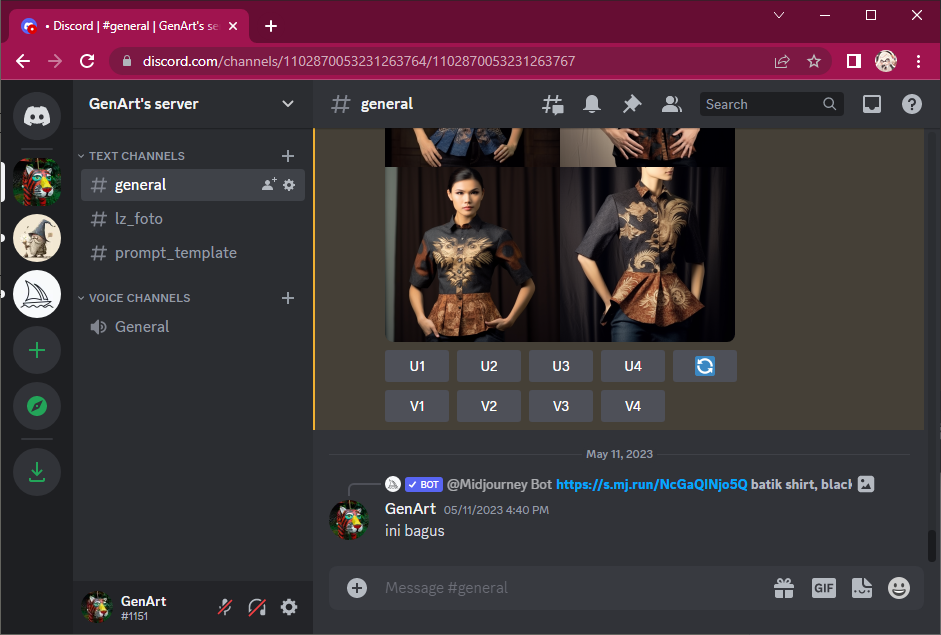 • Discord | #general | GenArt's se
discord.com/channels/1102870053231263764/1102870053231263767
GenArt's server
# general
Search
TEXT CHANNELS
general
lz_foto
prompt_template
VOICE CHANNELS
General
U1 U2 U3 U4
V1 V2 V3 V4
May 11, 2023
BOT @Midjourney Bot https://s.mj.run/NcGaQlNjo5Q batik shirt, black
GenArt 05/11/2023 4:40 PM
ini bagus
Message #general
GIF
GenArt
#1151